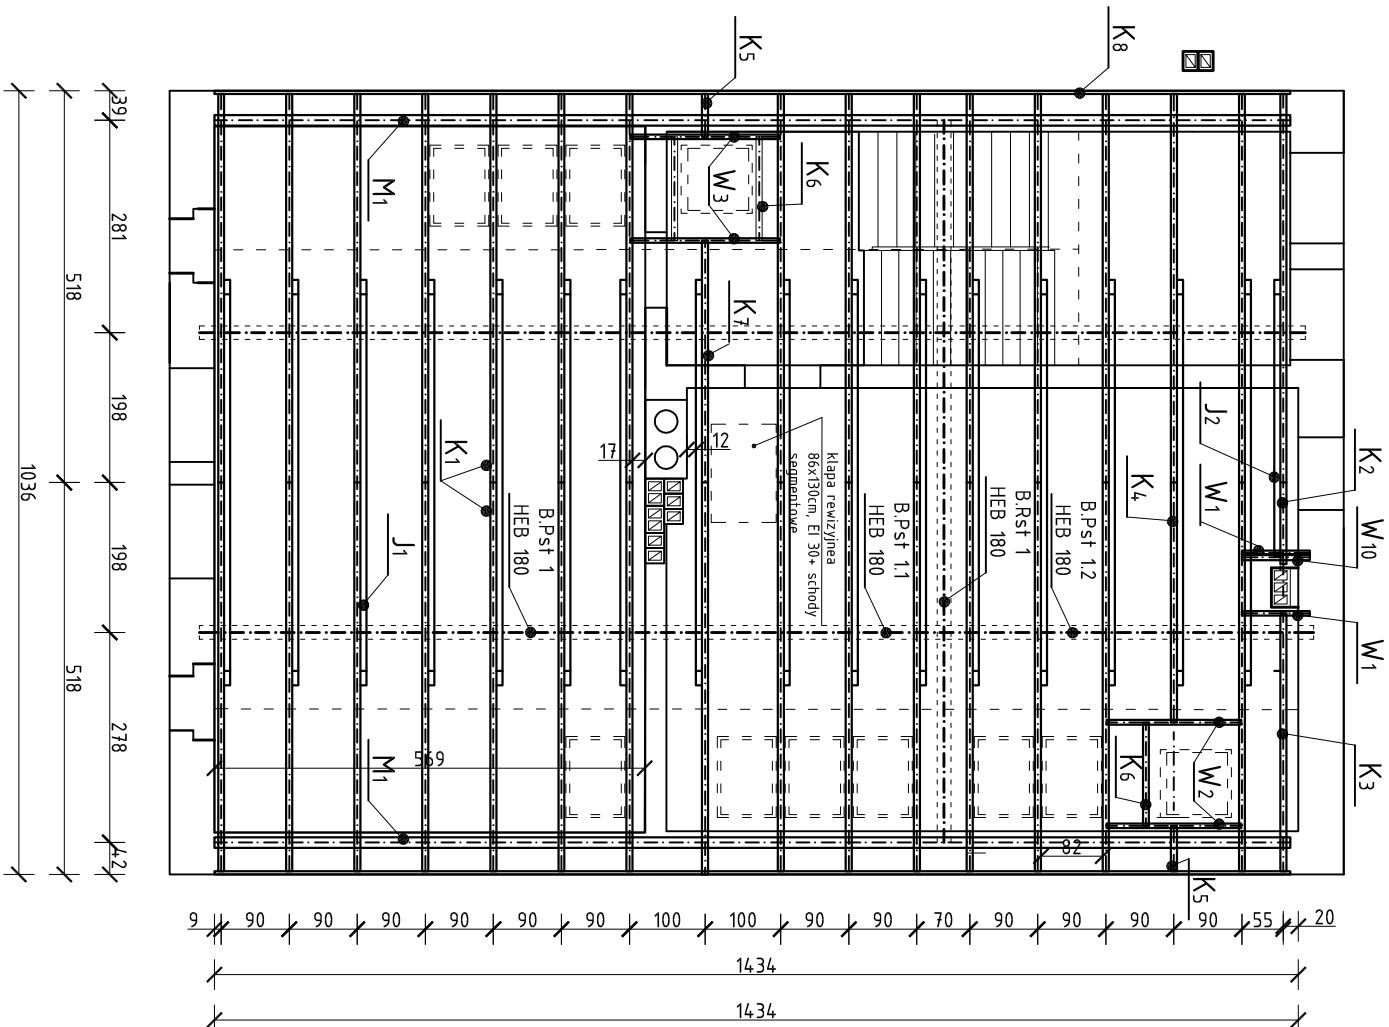 K5
K8
K6
W3
M1
K7
K1
J1
B.Pst 1
HEB 180
klapa rewizyjnea
86x130cm, EI 30+ schody
segmentowe
B.Pst 1.1
HEB 180
B.Rst 1
HEB 180
B.Pst 1.2
HEB 180
K4
J2
W1
K2
W10
W1
K3
W2
K6
K5
M1
17
12
569
82
39
281
198
198
278
42
518
518
1036
9
90
90
90
90
90
90
100
100
90
90
70
90
90
90
90
55
20
1434
1434